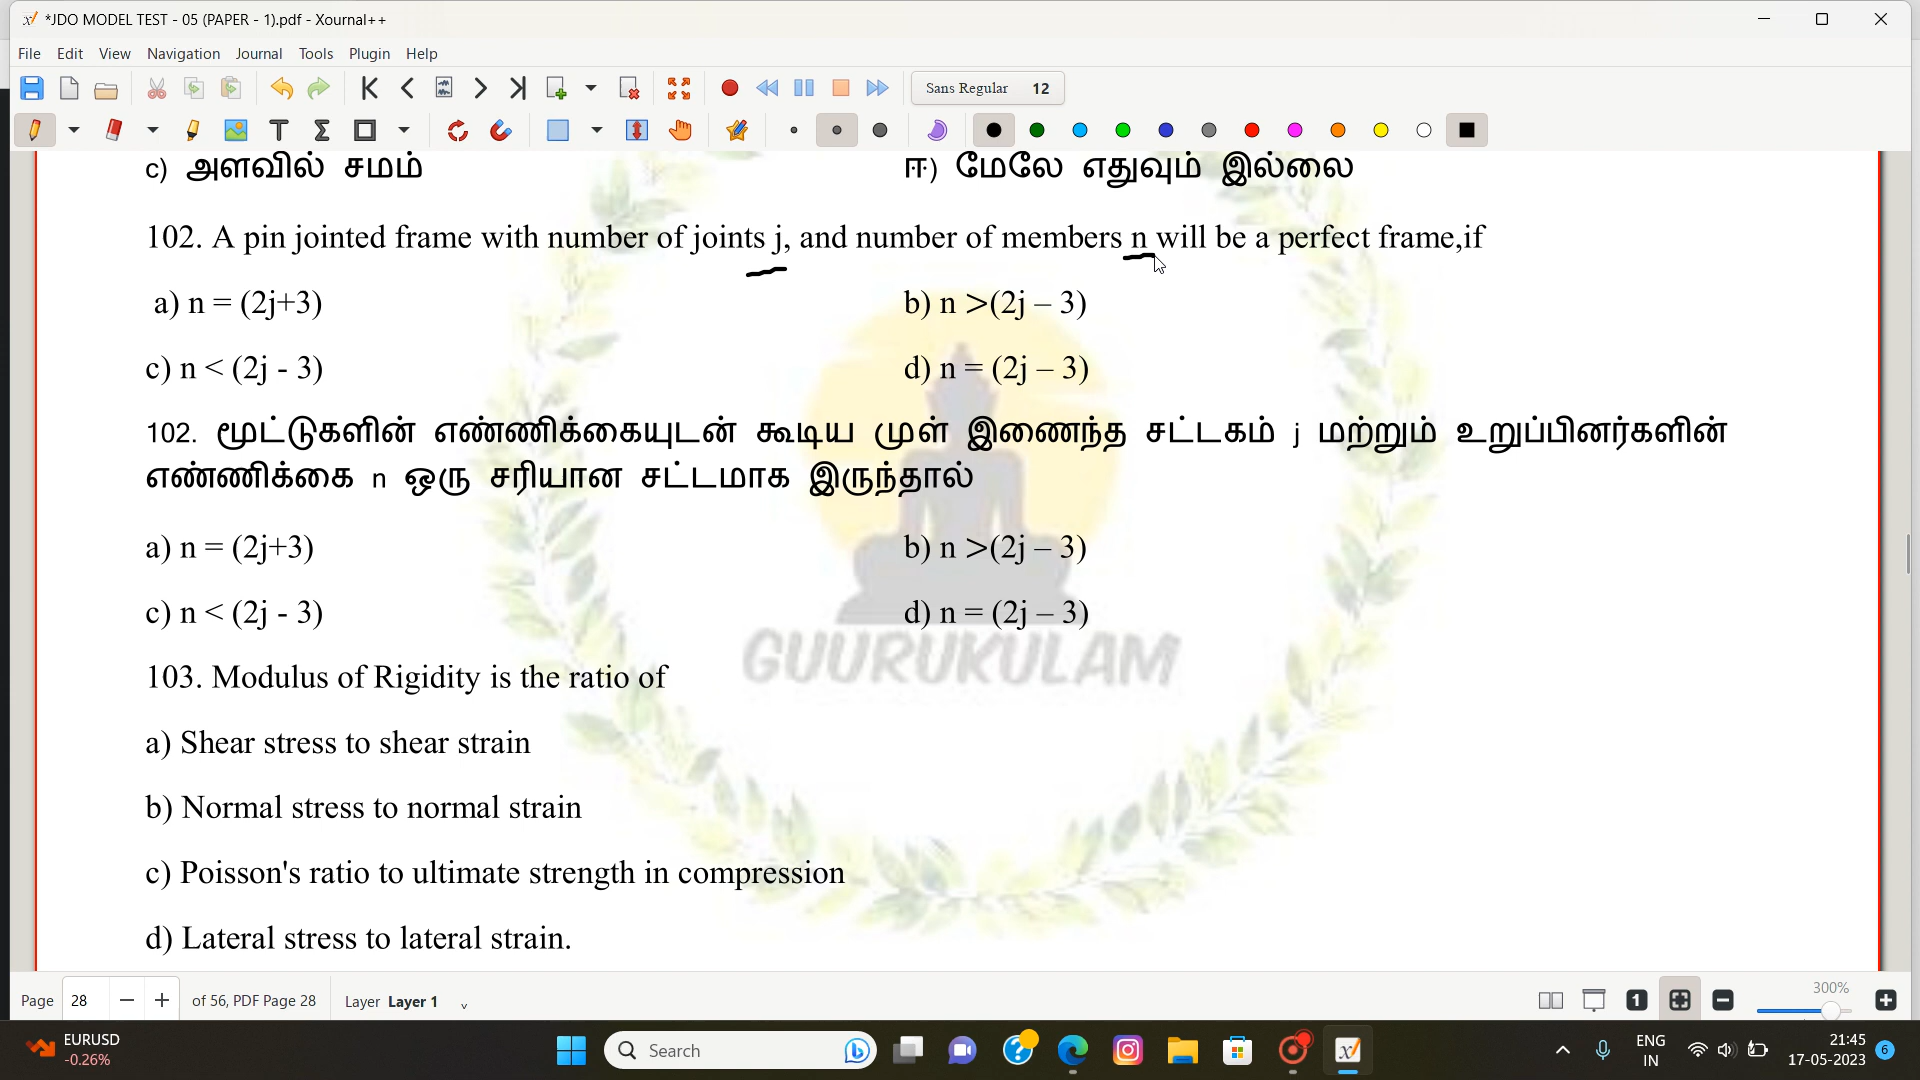 *JDO MODEL TEST - 05 (PAPER - 1).pdf - Xournal++
File Edit View Navigation Journal Tools Plugin Help
Sans Regular 12
c) அளவில் சமம் ஈ) மேலே எதுவும் இல்லை
102. A pin jointed frame with number of joints j, and number of members n will be a perfect frame,if
a) n = (2j+3) b) n >(2j – 3)
c) n < (2j - 3) d) n = (2j – 3)
102. மூட்டுகளின் எண்ணிக்கையுடன் கூடிய முள் இணைந்த சட்டகம் j மற்றும் உறுப்பினர்களின்
எண்ணிக்கை n ஒரு சரியான சட்டமாக இருந்தால்
a) n = (2j+3) b) n >(2j – 3)
c) n < (2j - 3) d) n = (2j – 3)
GUURUKULAM
103. Modulus of Rigidity is the ratio of
a) Shear stress to shear strain
b) Normal stress to normal strain
c) Poisson's ratio to ultimate strength in compression
d) Lateral stress to lateral strain.
Page 28 of 56, PDF Page 28 Layer Layer 1 300%
EURUSD
-0.26%
Search
ENG
IN
21:45
17-05-2023
6